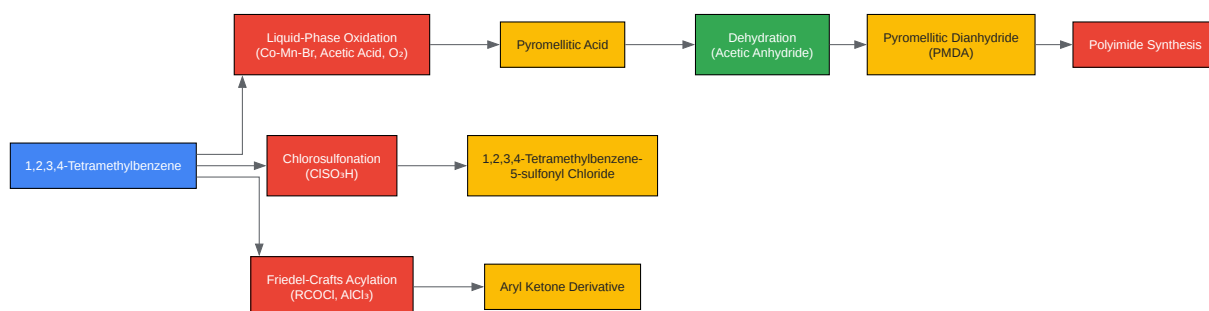 Liquid-Phase Oxidation
(Co-Mn-Br, Acetic Acid, O₂)
Pyromellitic Acid
Dehydration
(Acetic Anhydride)
Pyromellitic Dianhydride
(PMDA)
Polyimide Synthesis
1,2,3,4-Tetramethylbenzene
Chlorosulfonation
(ClSO₃H)
1,2,3,4-Tetramethylbenzene-
5-sulfonyl Chloride
Friedel-Crafts Acylation
(RCOCl, AlCl₃)
Aryl Ketone Derivative